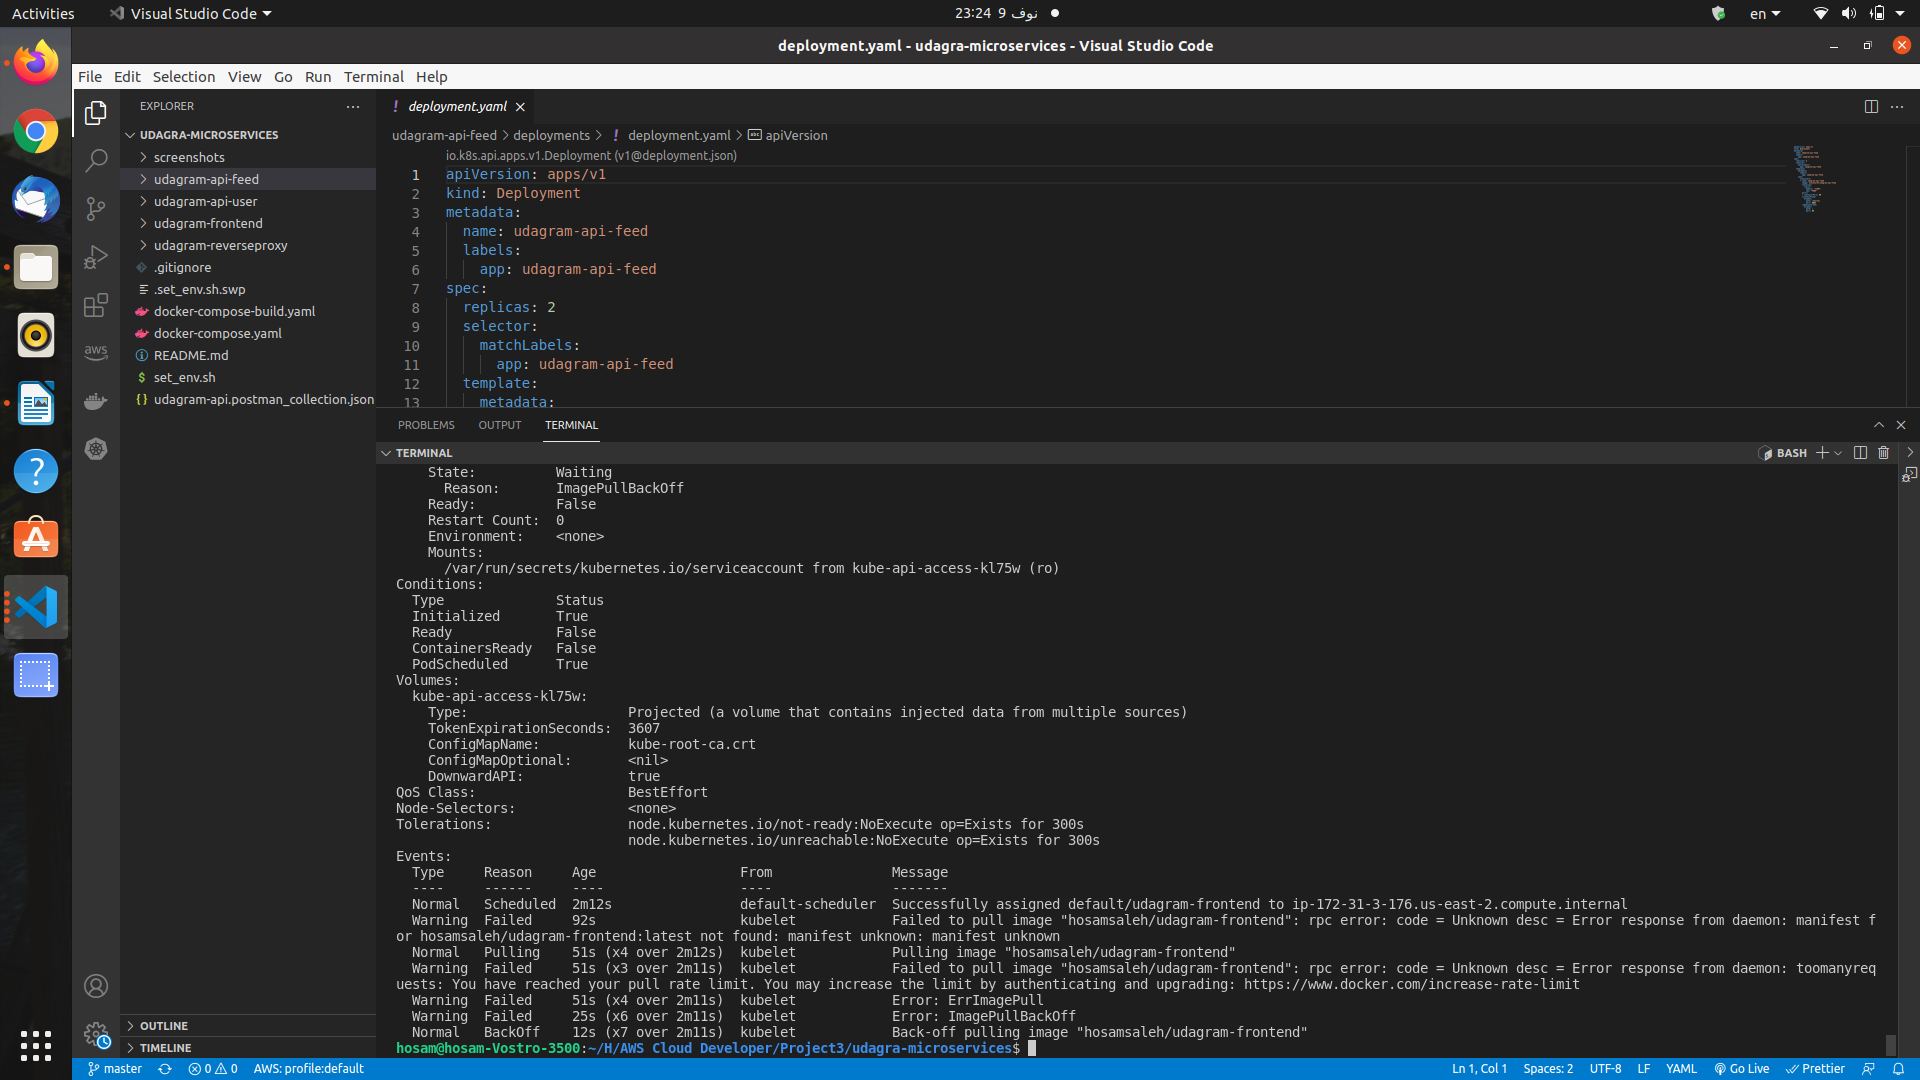 Activities
Visual Studio Code
23:24 9 نوف
en
deployment.yaml - udagra-microservices - Visual Studio Code
File Edit Selection View Go Run Terminal Help
EXPLORER
UDAGRA-MICROSERVICES
screenshots
udagram-api-feed
udagram-api-user
udagram-frontend
udagram-reverseproxy
.gitignore
.set_env.sh.swp
docker-compose-build.yaml
docker-compose.yaml
README.md
set_env.sh
udagram-api.postman_collection.json
OUTLINE
TIMELINE
aws
! deployment.yaml
udagram-api-feed > deployments > ! deployment.yaml > apiVersion
io.k8s.api.apps.v1.Deployment (v1@deployment.json)
1 apiVersion: apps/v1
2 kind: Deployment
3 metadata:
4 name: udagram-api-feed
5 labels:
6 app: udagram-api-feed
7 spec:
8 replicas: 2
9 selector:
10 matchLabels:
11 app: udagram-api-feed
12 template:
13 metadata:
PROBLEMS OUTPUT TERMINAL
TERMINAL
BASH
State: Waiting
Reason: ImagePullBackOff
Ready: False
Restart Count: 0
Environment: <none>
Mounts:
/var/run/secrets/kubernetes.io/serviceaccount from kube-api-access-kl75w (ro)
Conditions:
Type Status
Initialized True
Ready False
ContainersReady False
PodScheduled True
Volumes:
kube-api-access-kl75w:
Type: Projected (a volume that contains injected data from multiple sources)
TokenExpirationSeconds: 3607
ConfigMapName: kube-root-ca.crt
ConfigMapOptional: <nil>
DownwardAPI: true
QoS Class: BestEffort
Node-Selectors: <none>
Tolerations: node.kubernetes.io/not-ready:NoExecute op=Exists for 300s
node.kubernetes.io/unreachable:NoExecute op=Exists for 300s
Events:
Type Reason Age From Message
---- ------ ---- ---- -------
Normal Scheduled 2m12s default-scheduler Successfully assigned default/udagram-frontend to ip-172-31-3-176.us-east-2.compute.internal
Warning Failed 92s kubelet Failed to pull image "hosamsaleh/udagram-frontend": rpc error: code = Unknown desc = Error response from daemon: manifest f
or hosamsaleh/udagram-frontend:latest not found: manifest unknown: manifest unknown
Normal Pulling 51s (x4 over 2m12s) kubelet Pulling image "hosamsaleh/udagram-frontend"
Warning Failed 51s (x3 over 2m11s) kubelet Failed to pull image "hosamsaleh/udagram-frontend": rpc error: code = Unknown desc = Error response from daemon: toomanyreq
uests: You have reached your pull rate limit. You may increase the limit by authenticating and upgrading: https://www.docker.com/increase-rate-limit
Warning Failed 51s (x4 over 2m11s) kubelet Error: ErrImagePull
Warning Failed 25s (x6 over 2m11s) kubelet Error: ImagePullBackOff
Normal BackOff 12s (x7 over 2m11s) kubelet Back-off pulling image "hosamsaleh/udagram-frontend"
hosam@hosam-Vostro-3500:~/H/AWS Cloud Developer/Project3/udagra-microservices$
master 0 0 AWS: profile:default Ln 1, Col 1 Spaces: 2 UTF-8 LF YAML Go Live Prettier